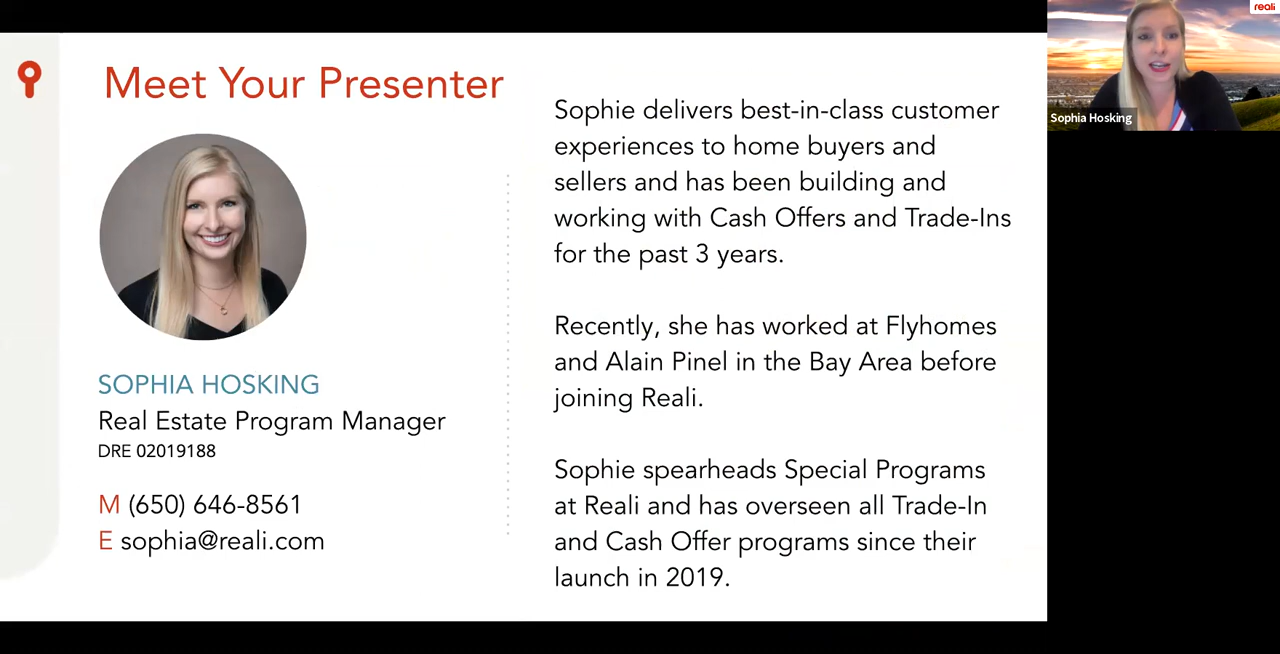 Meet Your Presenter
SOPHIA HOSKING
Real Estate Program Manager
DRE 02019188
M (650) 646-8561
E sophia@reali.com
Sophie delivers best-in-class customer
experiences to home buyers and
sellers and has been building and
working with Cash Offers and Trade-Ins
for the past 3 years.
Recently, she has worked at Flyhomes
and Alain Pinel in the Bay Area before
joining Reali.
Sophie spearheads Special Programs
at Reali and has overseen all Trade-In
and Cash Offer programs since their
launch in 2019.
reali
Sophia Hosking